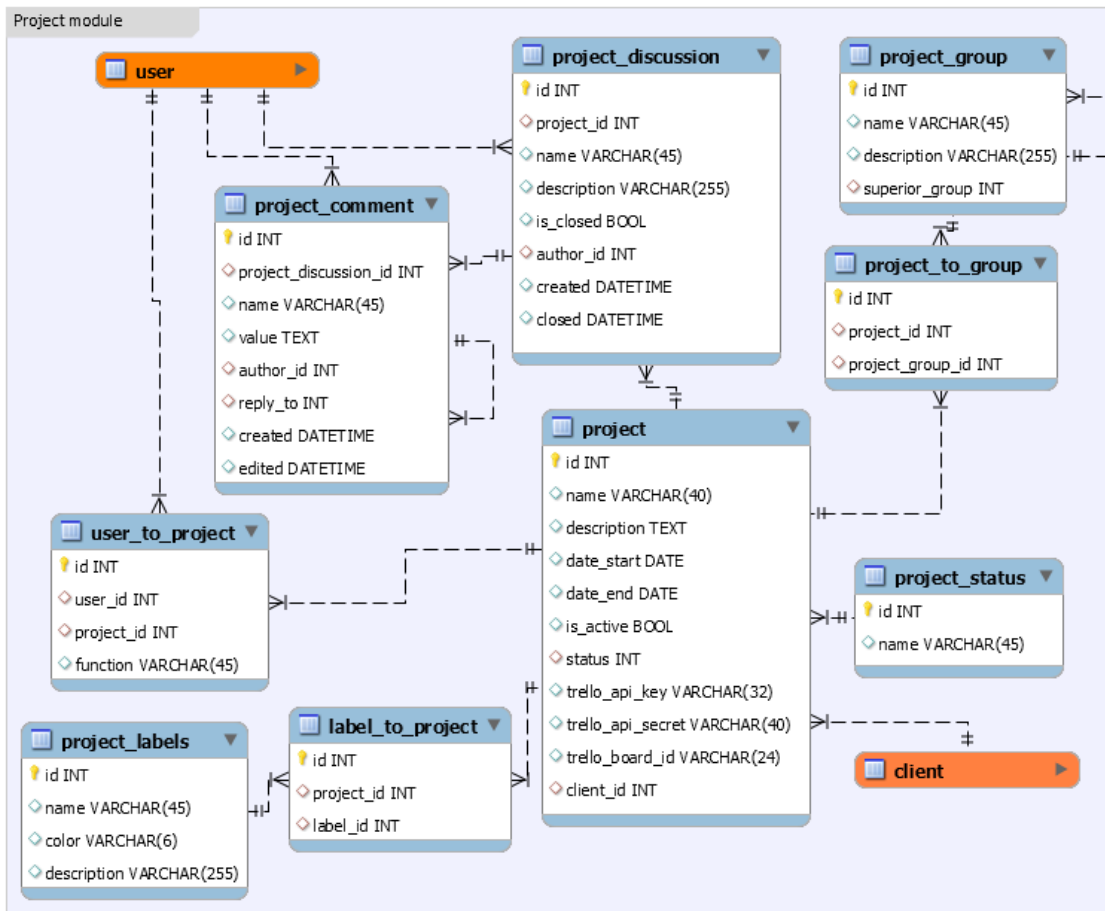 Project module
user
project_discussion
id INT
project_id INT
name VARCHAR(45)
description VARCHAR(255)
is_closed BOOL
author_id INT
created DATETIME
closed DATETIME
project_group
id INT
name VARCHAR(45)
description VARCHAR(255)
superior_group INT
project_comment
id INT
project_discussion_id INT
name VARCHAR(45)
value TEXT
author_id INT
reply_to INT
created DATETIME
edited DATETIME
project_to_group
id INT
project_id INT
project_group_id INT
project
id INT
name VARCHAR(40)
description TEXT
date_start DATE
date_end DATE
is_active BOOL
status INT
trello_api_key VARCHAR(32)
trello_api_secret VARCHAR(40)
trello_board_id VARCHAR(24)
client_id INT
user_to_project
id INT
user_id INT
project_id INT
function VARCHAR(45)
project_status
id INT
name VARCHAR(45)
project_labels
id INT
name VARCHAR(45)
color VARCHAR(6)
description VARCHAR(255)
label_to_project
id INT
project_id INT
label_id INT
client